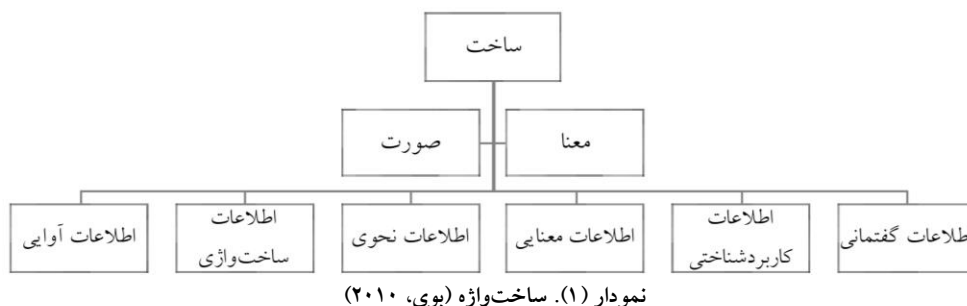 ساخت
معنا
صورت
اطلاعات گفتمانی
اطلاعات
کاربردشناختی
اطلاعات معنایی
اطلاعات نحوی
اطلاعات
ساخت‌واژی
اطلاعات آوایی
نمودار (۱). ساخت‌واژه (بوی، ۲۰۱۰)